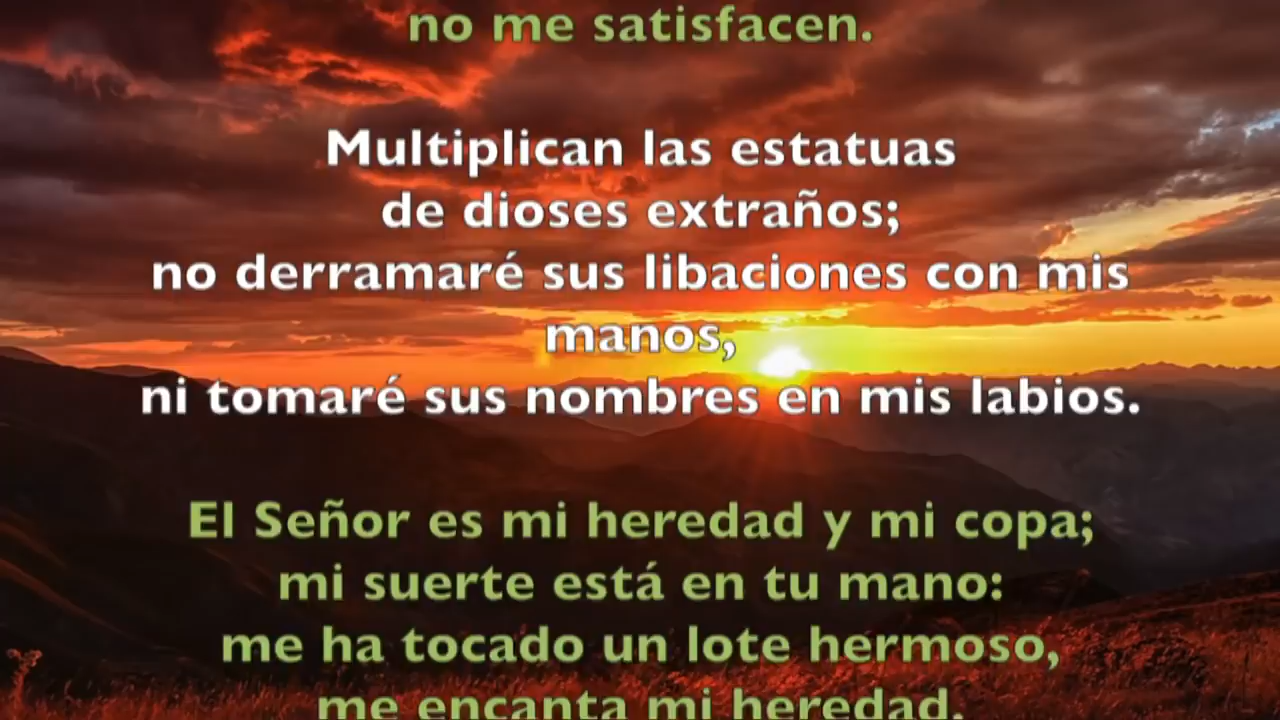 no me satisfacen.
Multiplican las estatuas
de dioses extraños;
no derramaré sus libaciones con mis
manos,
ni tomaré sus nombres en mis labios.
El Señor es mi heredad y mi copa;
mi suerte está en tu mano:
me ha tocado un lote hermoso,
me encanta mi heredad.